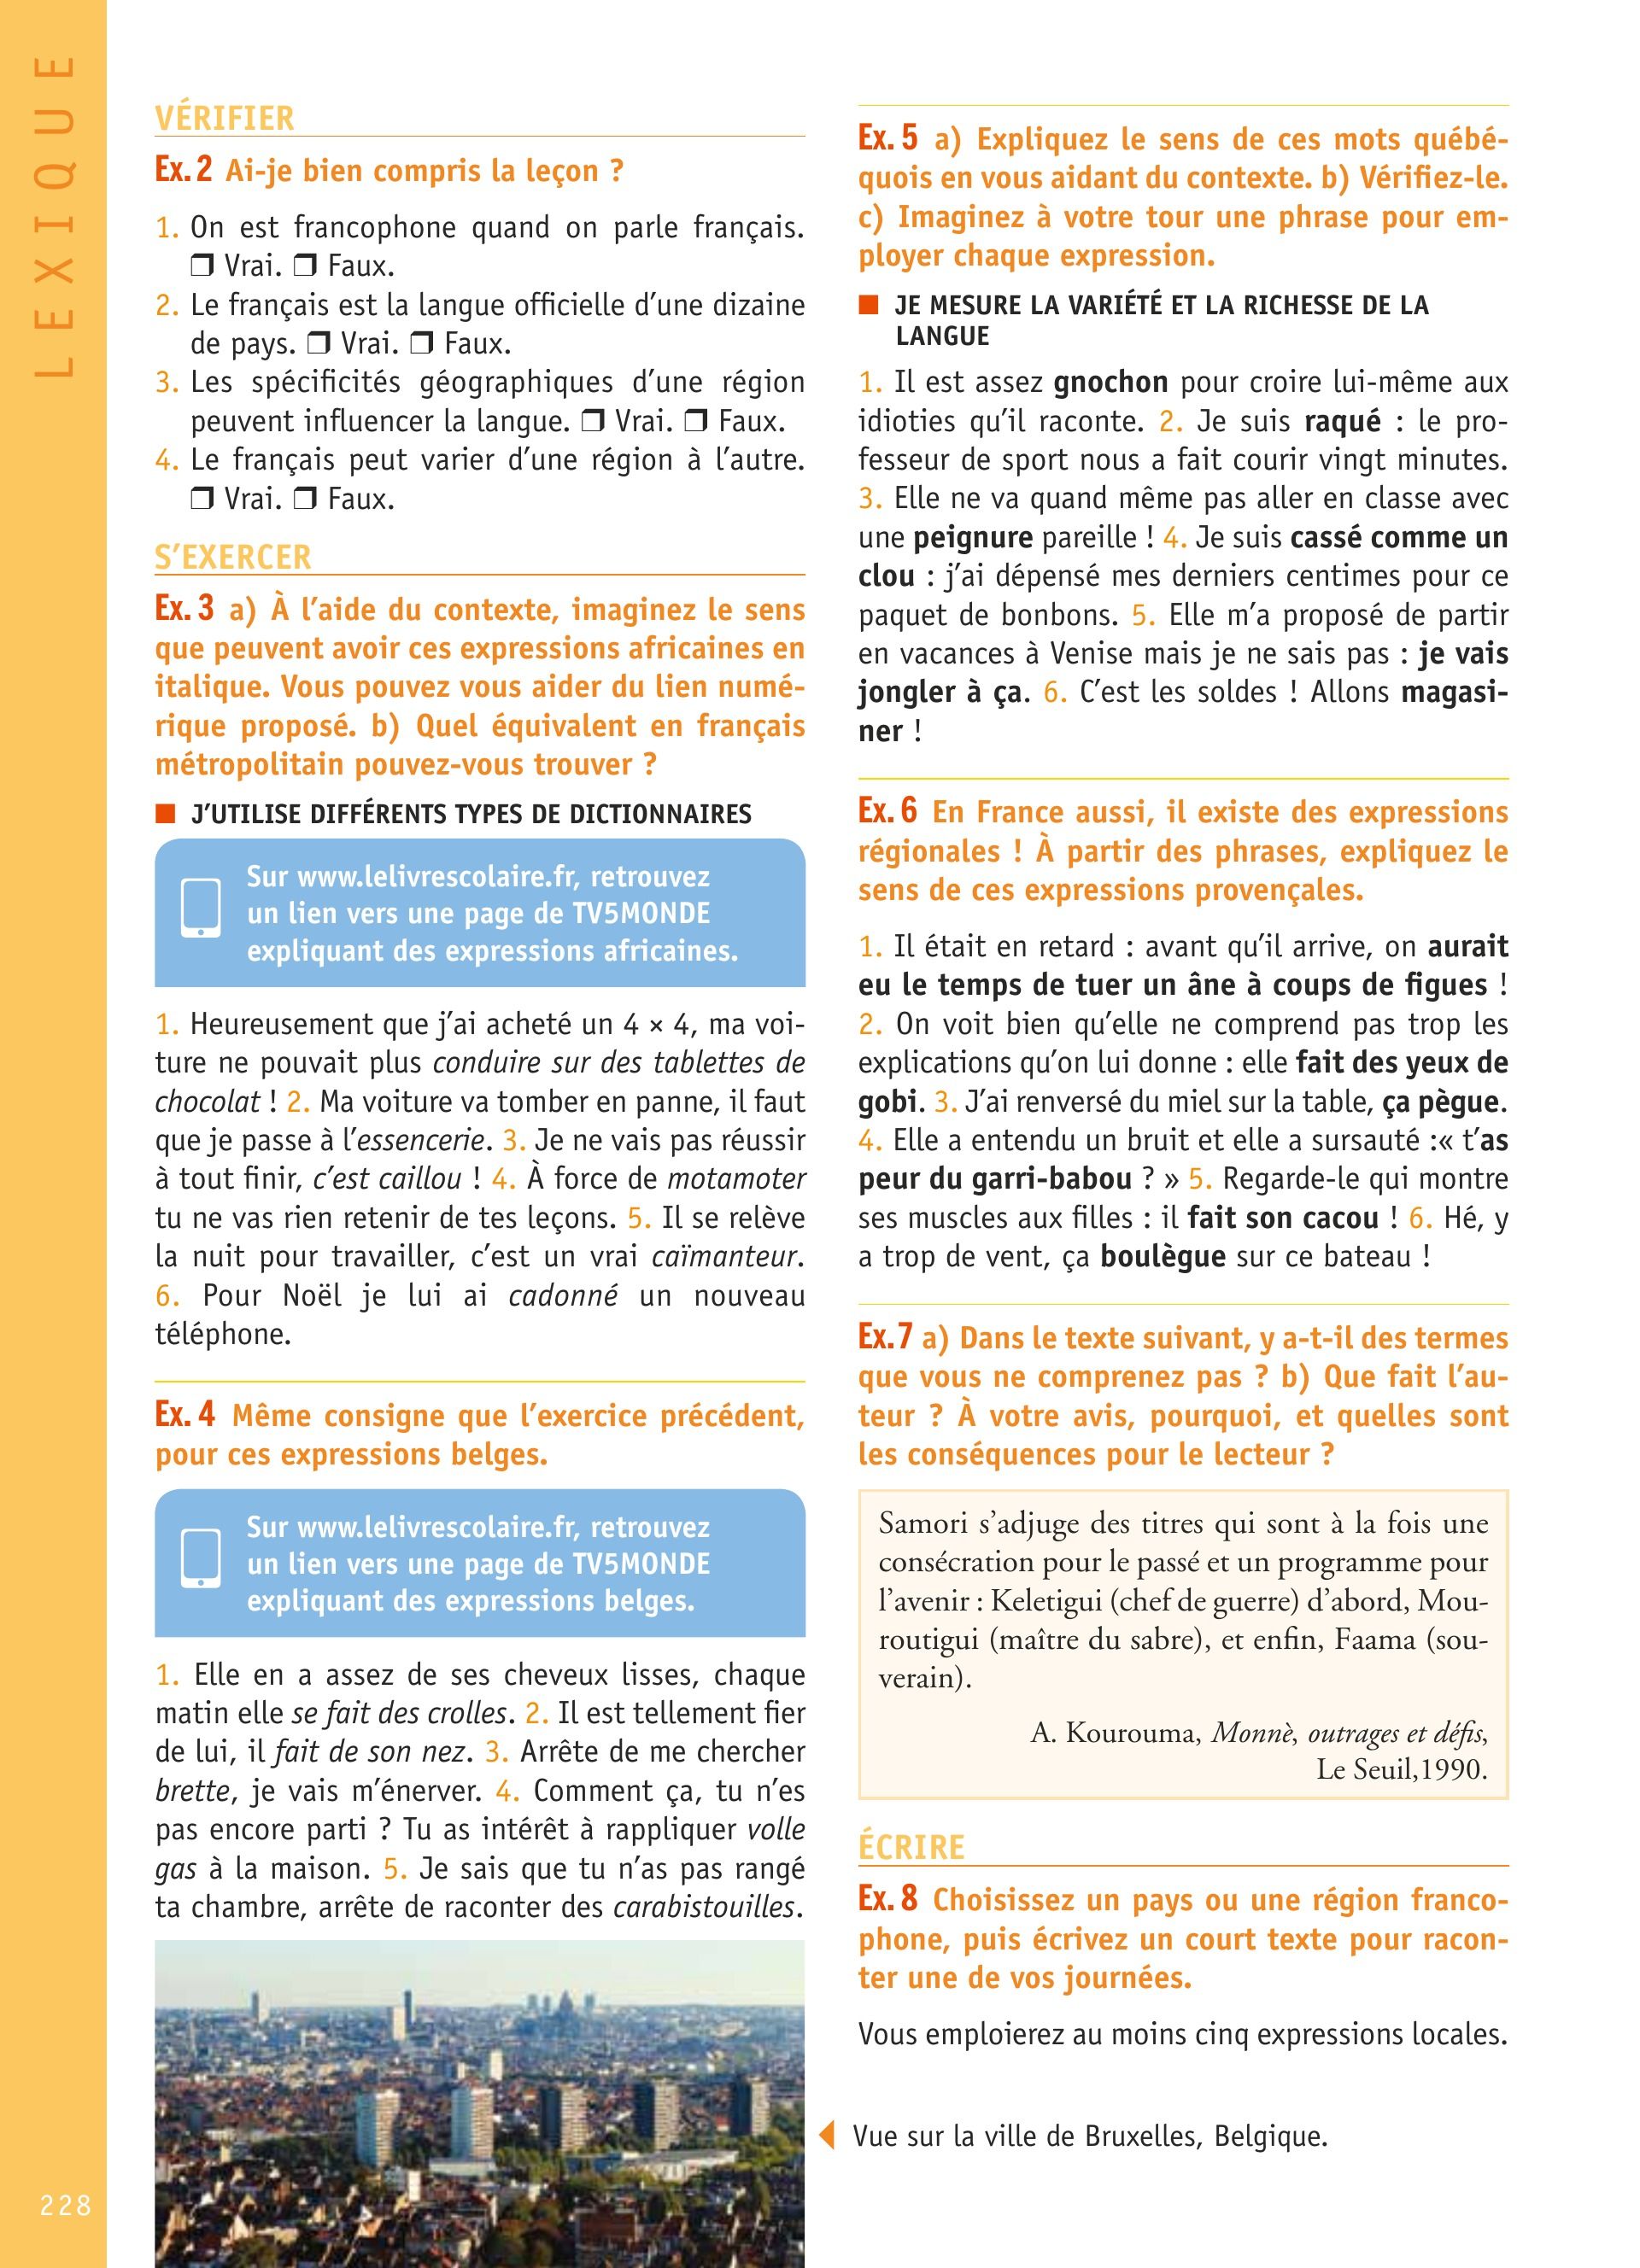 LEXIQUE
VÉRIFIER
Ex. 2 Ai-je bien compris la leçon ?
1. On est francophone quand on parle français.
❒ Vrai. ❒ Faux.
2. Le français est la langue officielle d’une dizaine
de pays. ❒ Vrai. ❒ Faux.
3. Les spécificités géographiques d’une région
peuvent influencer la langue. ❒ Vrai. ❒ Faux.
4. Le français peut varier d’une région à l’autre.
❒ Vrai. ❒ Faux.
S’EXERCER
Ex. 3 a) À l’aide du contexte, imaginez le sens
que peuvent avoir ces expressions africaines en
italique. Vous pouvez vous aider du lien numé-
rique proposé. b) Quel équivalent en français
métropolitain pouvez-vous trouver ?
■ J’UTILISE DIFFÉRENTS TYPES DE DICTIONNAIRES
Sur www.lelivrescolaire.fr, retrouvez
un lien vers une page de TV5MONDE
expliquant des expressions africaines.
1. Heureusement que j’ai acheté un 4 × 4, ma voi-
ture ne pouvait plus conduire sur des tablettes de
chocolat ! 2. Ma voiture va tomber en panne, il faut
que je passe à l’essencerie. 3. Je ne vais pas réussir
à tout finir, c’est caillou ! 4. À force de motamoter
tu ne vas rien retenir de tes leçons. 5. Il se relève
la nuit pour travailler, c’est un vrai caïmanteur.
6. Pour Noël je lui ai cadonné un nouveau
téléphone.
Ex. 4 Même consigne que l’exercice précédent,
pour ces expressions belges.
Sur www.lelivrescolaire.fr, retrouvez
un lien vers une page de TV5MONDE
expliquant des expressions belges.
1. Elle en a assez de ses cheveux lisses, chaque
matin elle se fait des crolles. 2. Il est tellement fier
de lui, il fait de son nez. 3. Arrête de me chercher
brette, je vais m’énerver. 4. Comment ça, tu n’es
pas encore parti ? Tu as intérêt à rappliquer volle
gas à la maison. 5. Je sais que tu n’as pas rangé
ta chambre, arrête de raconter des carabistouilles.
Ex. 5 a) Expliquez le sens de ces mots québé-
quois en vous aidant du contexte. b) Vérifiez-le.
c) Imaginez à votre tour une phrase pour em-
ployer chaque expression.
■ JE MESURE LA VARIÉTÉ ET LA RICHESSE DE LA
LANGUE
1. Il est assez gnochon pour croire lui-même aux
idioties qu’il raconte. 2. Je suis raqué : le pro-
fesseur de sport nous a fait courir vingt minutes.
3. Elle ne va quand même pas aller en classe avec
une peignure pareille ! 4. Je suis cassé comme un
clou : j’ai dépensé mes derniers centimes pour ce
paquet de bonbons. 5. Elle m’a proposé de partir
en vacances à Venise mais je ne sais pas : je vais
jongler à ça. 6. C’est les soldes ! Allons magasi-
ner !
Ex. 6 En France aussi, il existe des expressions
régionales ! À partir des phrases, expliquez le
sens de ces expressions provençales.
1. Il était en retard : avant qu’il arrive, on aurait
eu le temps de tuer un âne à coups de figues !
2. On voit bien qu’elle ne comprend pas trop les
explications qu’on lui donne : elle fait des yeux de
gobi. 3. J’ai renversé du miel sur la table, ça pègue.
4. Elle a entendu un bruit et elle a sursauté :« t’as
peur du garri-babou ? » 5. Regarde-le qui montre
ses muscles aux filles : il fait son cacou ! 6. Hé, y
a trop de vent, ça boulègue sur ce bateau !
Ex. 7 a) Dans le texte suivant, y a-t-il des termes
que vous ne comprenez pas ? b) Que fait l’au-
teur ? À votre avis, pourquoi, et quelles sont
les conséquences pour le lecteur ?
Samori s’adjuge des titres qui sont à la fois une
consécration pour le passé et un programme pour
l’avenir : Keletigui (chef de guerre) d’abord, Mou-
routigui (maître du sabre), et enfin, Faama (sou-
verain).
A. Kourouma, Monnè, outrages et défis,
Le Seuil,1990.
ÉCRIRE
Ex. 8 Choisissez un pays ou une région franco-
phone, puis écrivez un court texte pour racon-
ter une de vos journées.
Vous emploierez au moins cinq expressions locales.
Vue sur la ville de Bruxelles, Belgique.
228